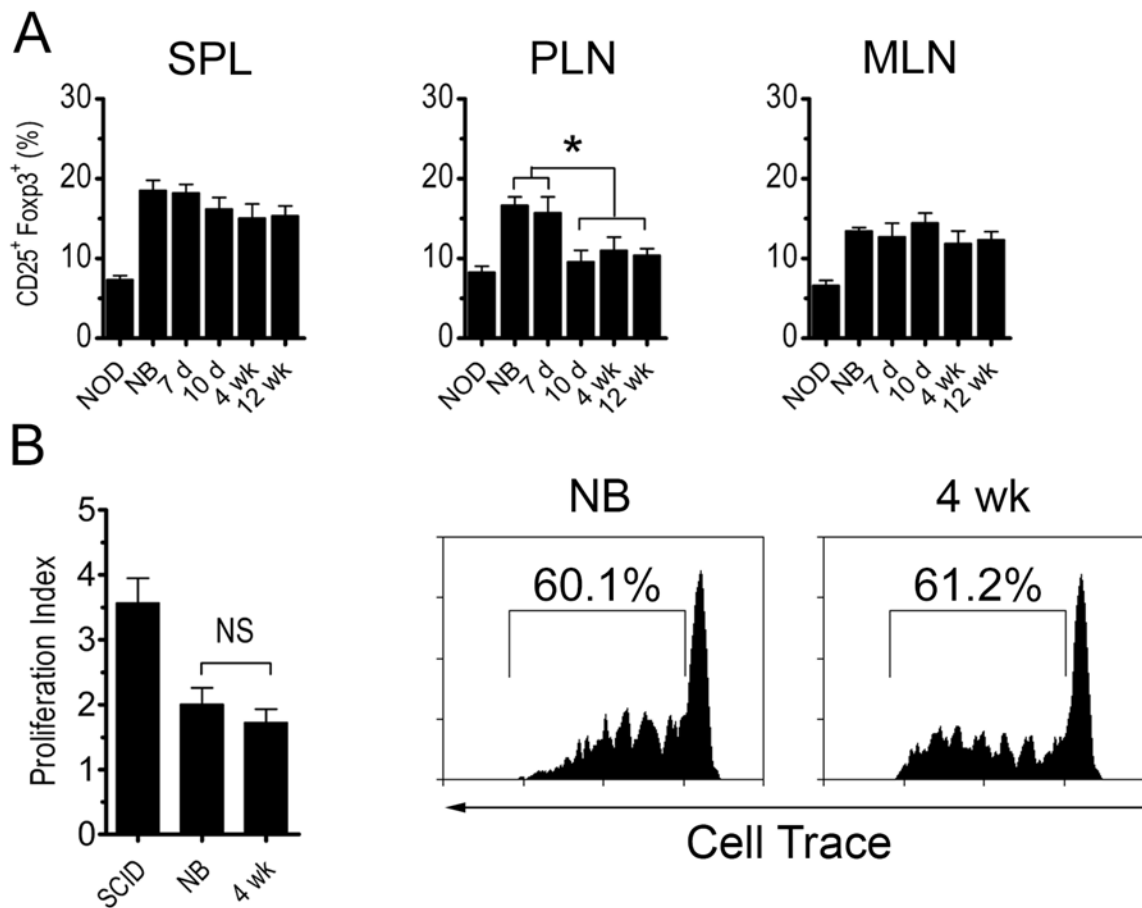 A
SPL
PLN
MLN
CD25+ Foxp3+ (%)
30
20
10
0
NOD
NB
7 d
10 d
4 wk
12 wk
30
20
10
0
*
NOD
NB
7 d
10 d
4 wk
12 wk
30
20
10
0
NOD
NB
7 d
10 d
4 wk
12 wk
B
Proliferation Index
5
4
3
2
1
0
NS
SCID
NB
4 wk
NB
60.1%
4 wk
61.2%
Cell Trace